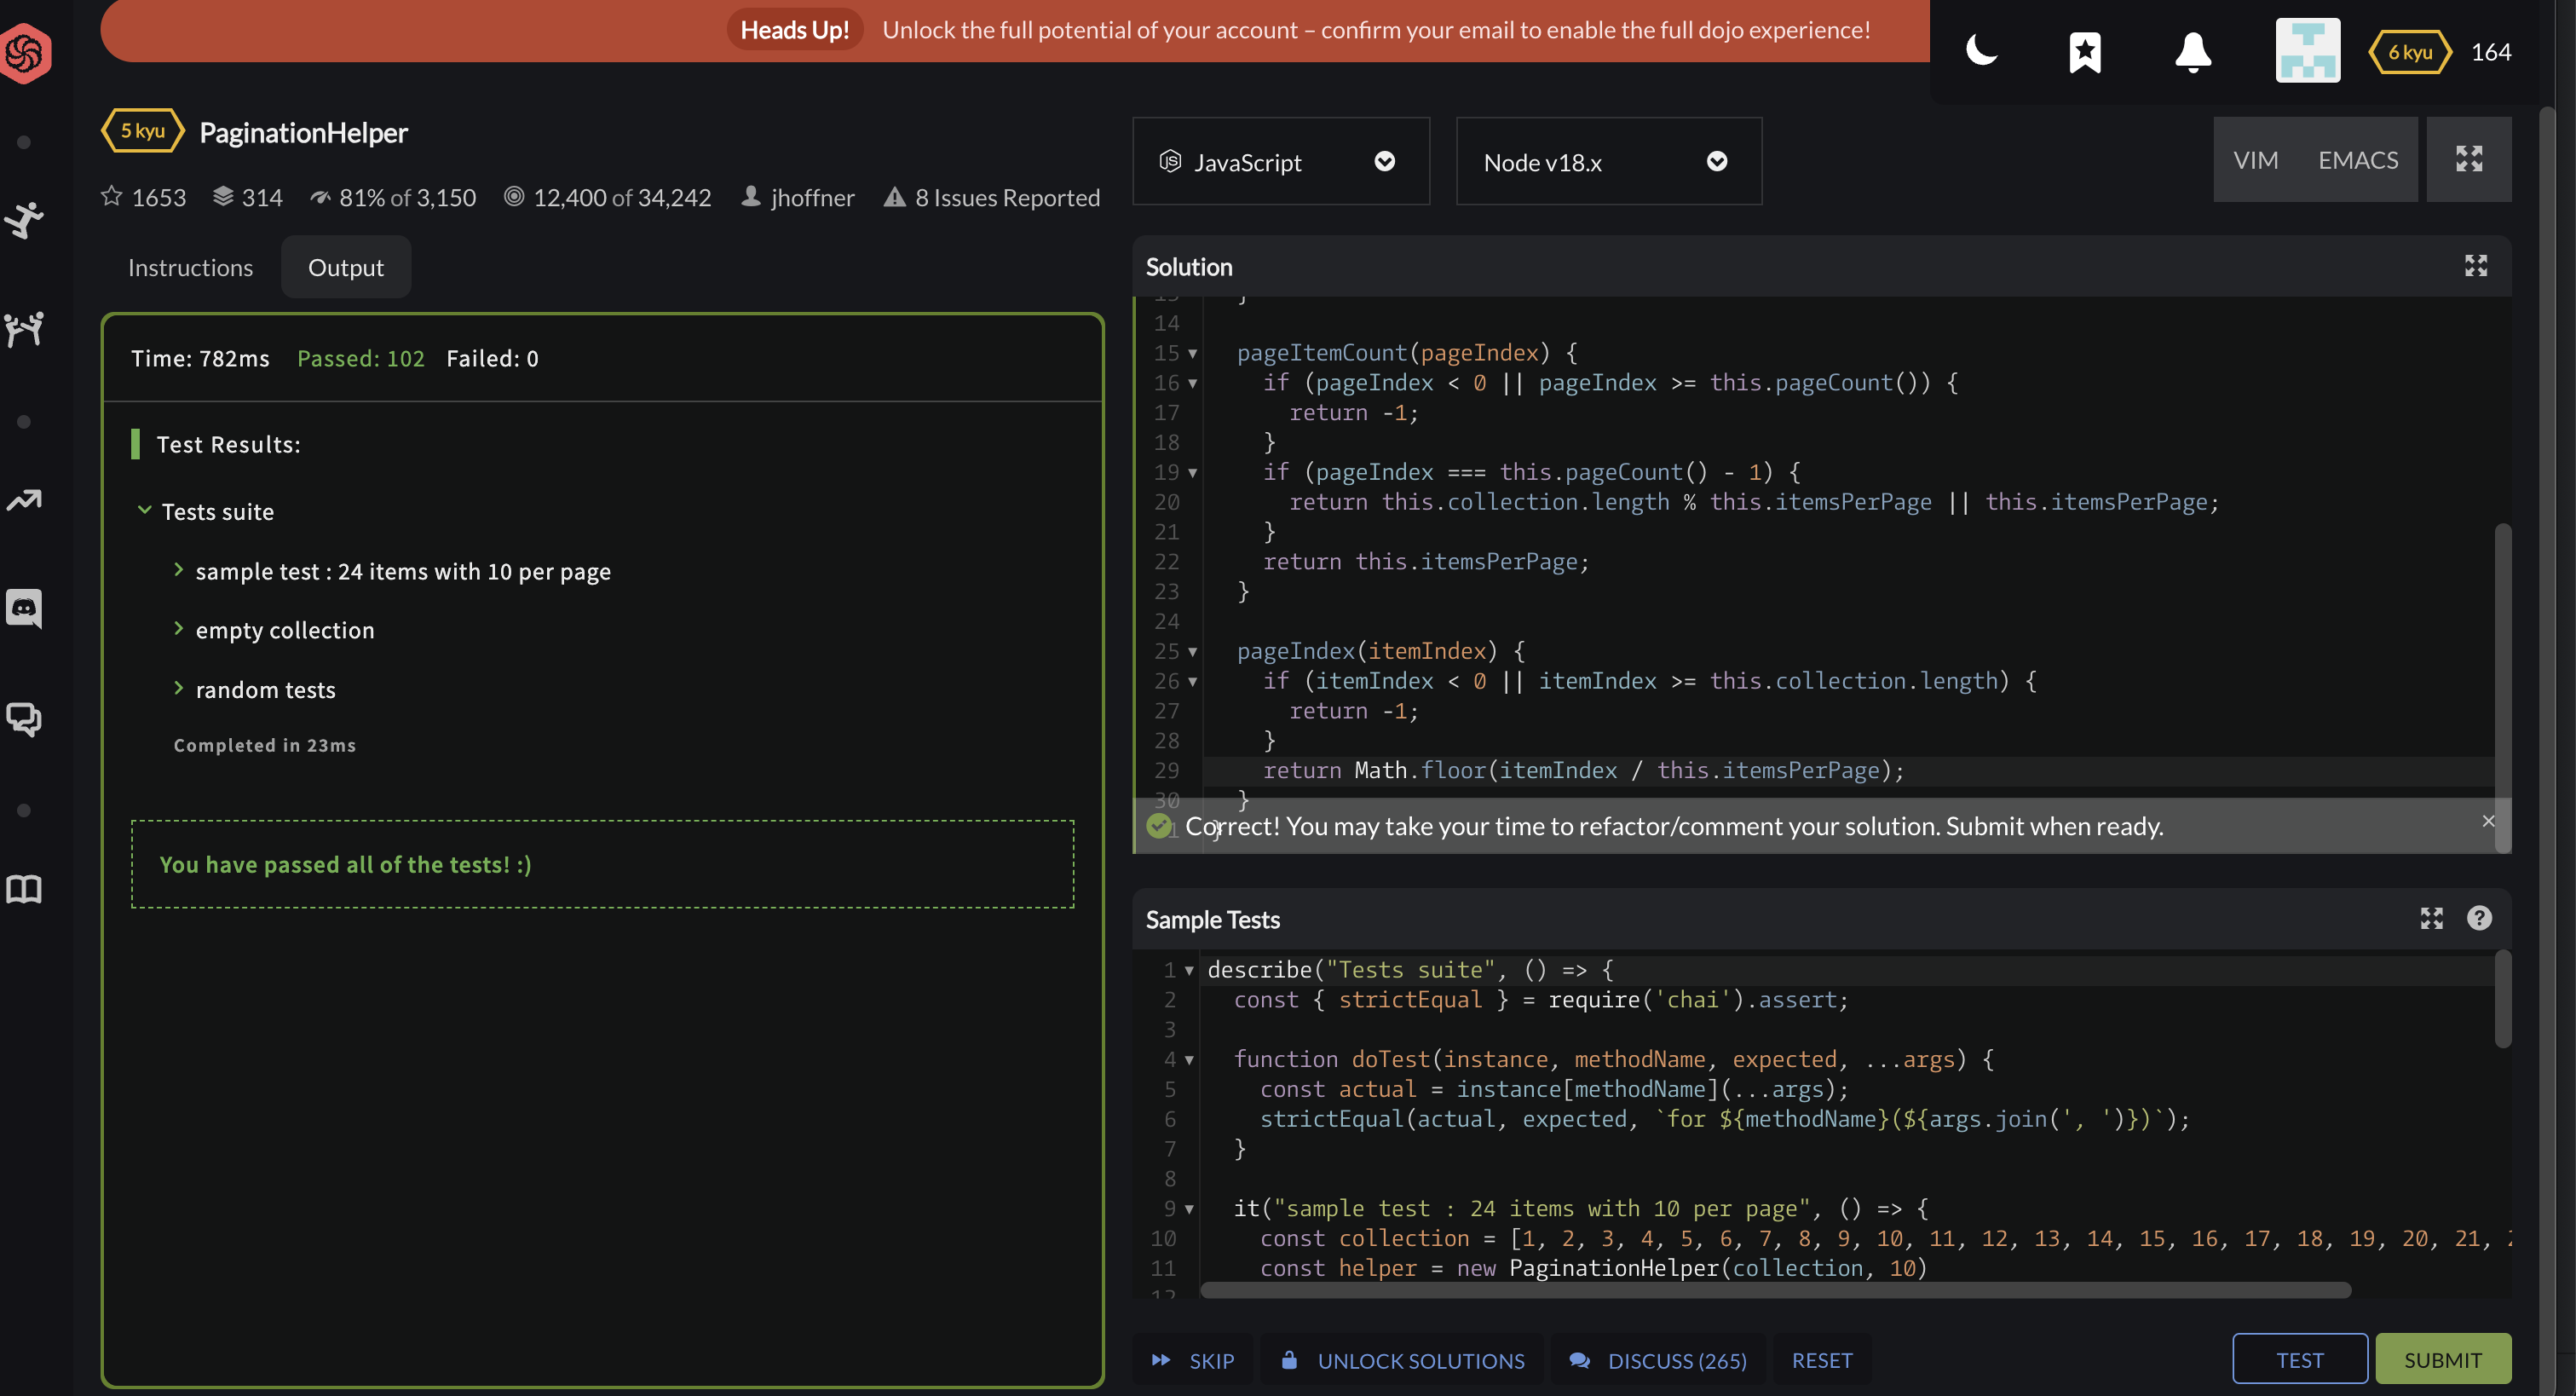 Heads Up! Unlock the full potential of your account – confirm your email to enable the full dojo experience!
6 kyu 164
5 kyu PaginationHelper
1653 314 81% of 3,150 12,400 of 34,242 jhoffner 8 Issues Reported
JavaScript
Node v18.x
VIM EMACS
Instructions Output
Time: 782ms Passed: 102 Failed: 0
Test Results:
Tests suite
sample test : 24 items with 10 per page
empty collection
random tests
Completed in 23ms
You have passed all of the tests! :)
Solution
14
15 pageItemCount(pageIndex) {
16 if (pageIndex < 0 || pageIndex >= this.pageCount()) {
17 return -1;
18 }
19 if (pageIndex === this.pageCount() - 1) {
20 return this.collection.length % this.itemsPerPage || this.itemsPerPage;
21 }
22 return this.itemsPerPage;
23 }
24
25 pageIndex(itemIndex) {
26 if (itemIndex < 0 || itemIndex >= this.collection.length) {
27 return -1;
28 }
29 return Math.floor(itemIndex / this.itemsPerPage);
30 }
Correct! You may take your time to refactor/comment your solution. Submit when ready.
Sample Tests
1 describe("Tests suite", () => {
2 const { strictEqual } = require('chai').assert;
3
4 function doTest(instance, methodName, expected, ...args) {
5 const actual = instance[methodName](...args);
6 strictEqual(actual, expected, `for ${methodName}(${args.join(', ')})`);
7 }
8
9 it("sample test : 24 items with 10 per page", () => {
10 const collection = [1, 2, 3, 4, 5, 6, 7, 8, 9, 10, 11, 12, 13, 14, 15, 16, 17, 18, 19, 20, 21,
11 const helper = new PaginationHelper(collection, 10)
12
SKIP UNLOCK SOLUTIONS DISCUSS (265) RESET
TEST SUBMIT